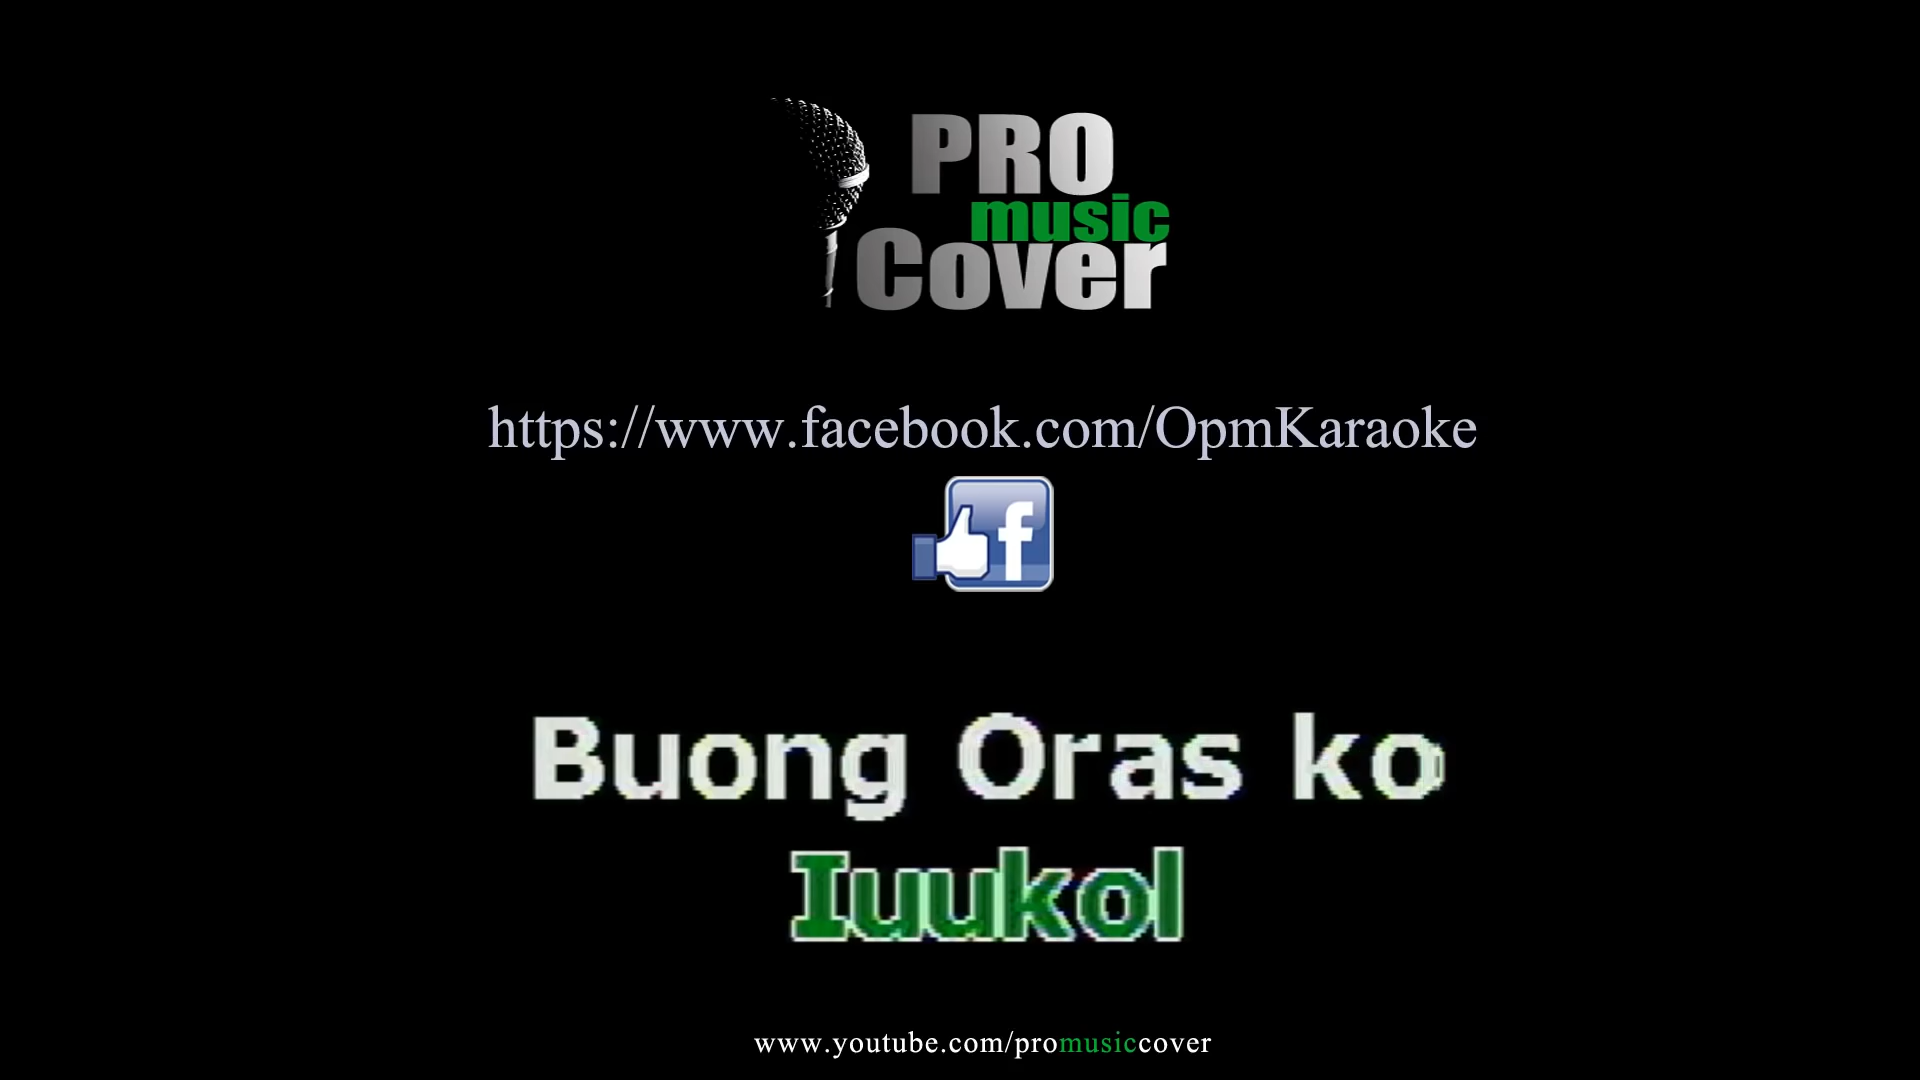 PRO
music
Cover
https://www.facebook.com/OpmKaraoke
f
Buong Oras ko
Iuukol
www.youtube.com/promusiccover